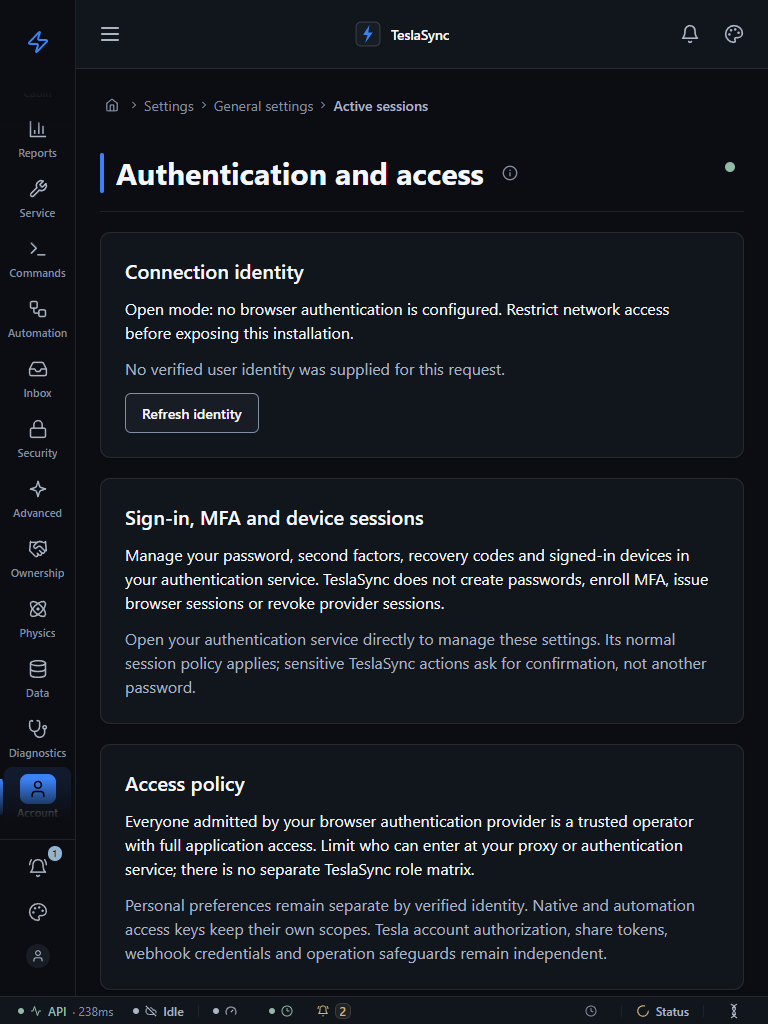 TeslaSync
Settings > General settings > Active sessions
Authentication and access
Reports
Service
Commands
Automation
Inbox
Security
Advanced
Ownership
Physics
Data
Diagnostics
Account
1
Connection identity
Open mode: no browser authentication is configured. Restrict network access
before exposing this installation.
No verified user identity was supplied for this request.
Refresh identity
Sign-in, MFA and device sessions
Manage your password, second factors, recovery codes and signed-in devices in
your authentication service. TeslaSync does not create passwords, enroll MFA, issue
browser sessions or revoke provider sessions.
Open your authentication service directly to manage these settings. Its normal
session policy applies; sensitive TeslaSync actions ask for confirmation, not another
password.
Access policy
Everyone admitted by your browser authentication provider is a trusted operator
with full application access. Limit who can enter at your proxy or authentication
service; there is no separate TeslaSync role matrix.
Personal preferences remain separate by verified identity. Native and automation
access keys keep their own scopes. Tesla account authorization, share tokens,
webhook credentials and operation safeguards remain independent.
API · 238ms
Idle
2
Status